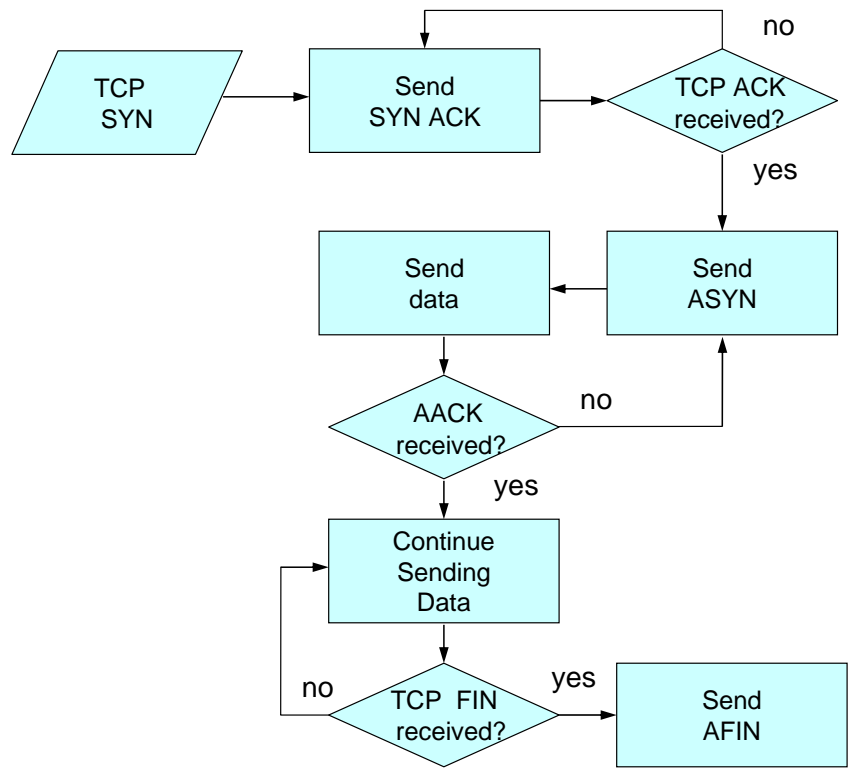 TCP
SYN
Send
SYN ACK
TCP ACK
received?
no
yes
Send
ASYN
Send
data
AACK
received?
no
yes
Continue
Sending
Data
TCP FIN
received?
no
yes
Send
AFIN